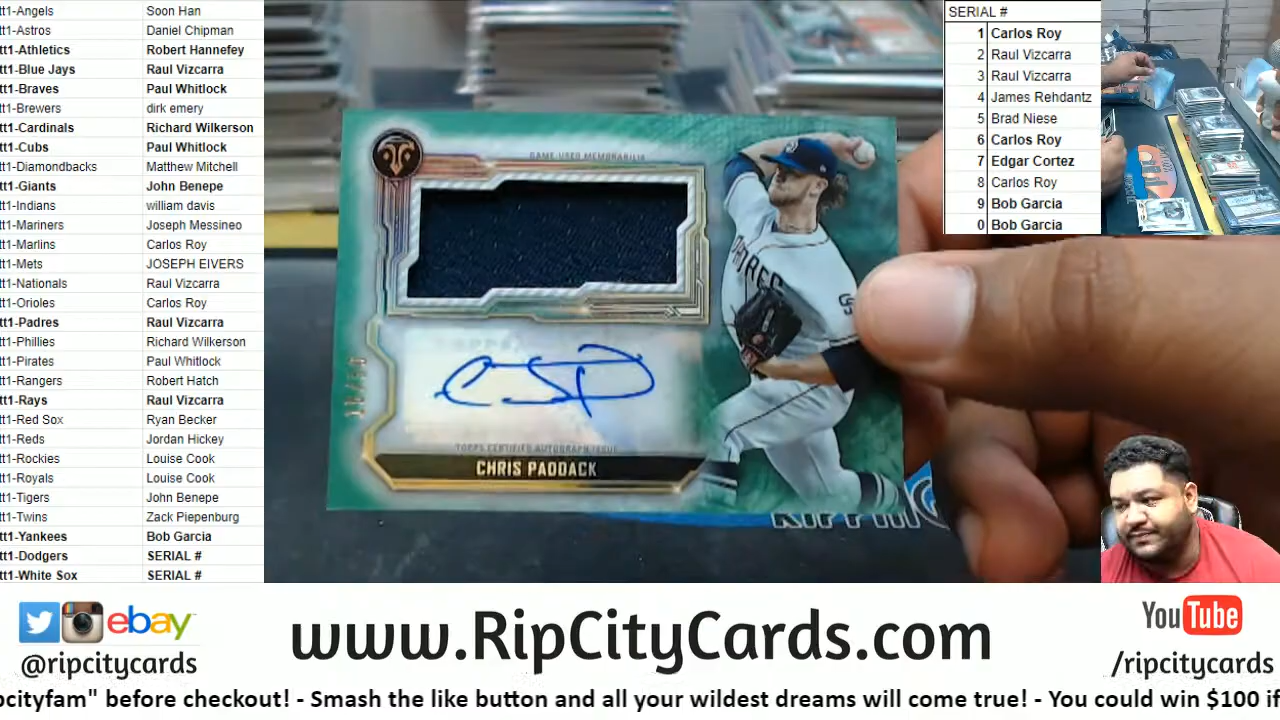 tt1-Angels Soon Han
tt1-Astros Daniel Chipman
tt1-Athletics Robert Hannefey
tt1-Blue Jays Raul Vizcarra
tt1-Braves Paul Whitlock
tt1-Brewers dirk emery
tt1-Cardinals Richard Wilkerson
tt1-Cubs Paul Whitlock
tt1-Diamondbacks Matthew Mitchell
tt1-Giants John Benepe
tt1-Indians william davis
tt1-Mariners Joseph Messineo
tt1-Marlins Carlos Roy
tt1-Mets JOSEPH EIVERS
tt1-Nationals Raul Vizcarra
tt1-Orioles Carlos Roy
tt1-Padres Raul Vizcarra
tt1-Phillies Richard Wilkerson
tt1-Pirates Paul Whitlock
tt1-Rangers Robert Hatch
tt1-Rays Raul Vizcarra
tt1-Red Sox Ryan Becker
tt1-Reds Jordan Hickey
tt1-Rockies Louise Cook
tt1-Royals Louise Cook
tt1-Tigers John Benepe
tt1-Twins Zack Piepenburg
tt1-Yankees Bob Garcia
tt1-Dodgers SERIAL #
tt1-White Sox SERIAL #
GAME-USED MEMORABILIA
PADRES
SD
TOPPS CERTIFIED AUTOGRAPH ISSUE
CHRIS PADDACK
SERIAL #
1 Carlos Roy
2 Raul Vizcarra
3 Raul Vizcarra
4 James Rehdantz
5 Brad Niese
6 Carlos Roy
7 Edgar Cortez
8 Carlos Roy
9 Bob Garcia
0 Bob Garcia
ebay
@ripcitycards
www.RipCityCards.com
YouTube
/ripcitycards
pcityfam" before checkout! - Smash the like button and all your wildest dreams will come true! - You could win $100 if